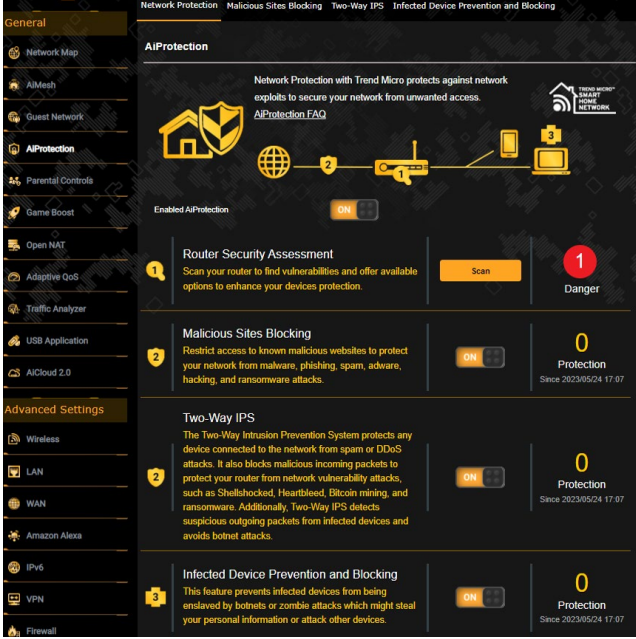 Network Protection Malicious Sites Blocking Two-Way IPS Infected Device Prevention and Blocking
General
Network Map
AiMesh
Guest Network
AiProtection
Parental Controls
Game Boost
Open NAT
Adaptive QoS
Traffic Analyzer
USB Application
AiCloud 2.0
Advanced Settings
Wireless
LAN
WAN
Amazon Alexa
IPv6
VPN
Firewall
AiProtection
Network Protection with Trend Micro protects against network
exploits to secure your network from unwanted access.
AiProtection FAQ
TREND MICRO™
SMART
HOME
NETWORK
2
1
3
Enabled AiProtection
ON
1
Router Security Assessment
Scan your router to find vulnerabilities and offer available
options to enhance your devices protection.
Scan
1
Danger
2
Malicious Sites Blocking
Restrict access to known malicious websites to protect
your network from malware, phishing, spam, adware,
hacking, and ransomware attacks.
ON
0
Protection
Since 2023/05/24 17:07
2
Two-Way IPS
The Two-Way Intrusion Prevention System protects any
device connected to the network from spam or DDoS
attacks. It also blocks malicious incoming packets to
protect your router from network vulnerability attacks,
such as Shellshocked, Heartbleed, Bitcoin mining, and
ransomware. Additionally, Two-Way IPS detects
suspicious outgoing packets from infected devices and
avoids botnet attacks.
ON
0
Protection
Since 2023/05/24 17:07
3
Infected Device Prevention and Blocking
This feature prevents infected devices from being
enslaved by botnets or zombie attacks which might steal
your personal information or attack other devices.
ON
0
Protection
Since 2023/05/24 17:07